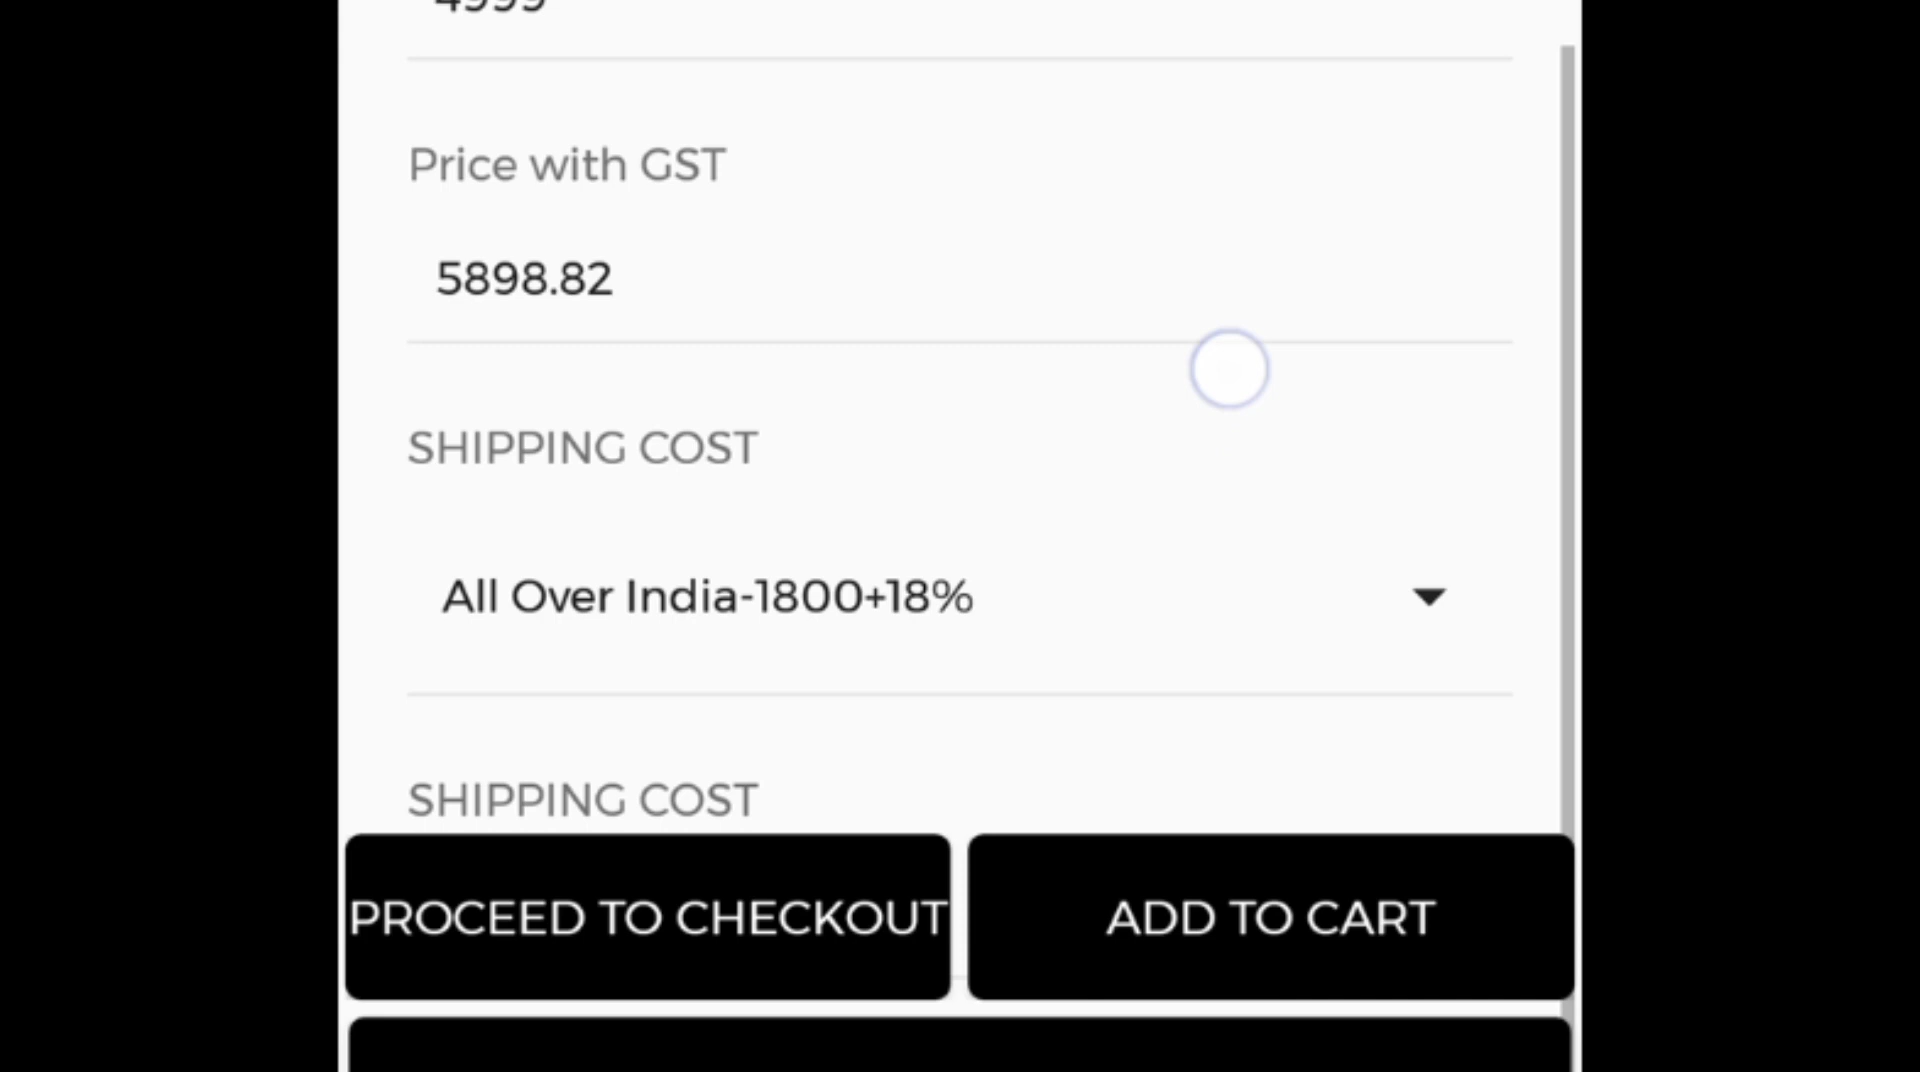 4999
Price with GST
5898.82
SHIPPING COST
All Over India-1800+18%
SHIPPING COST
PROCEED TO CHECKOUT
ADD TO CART